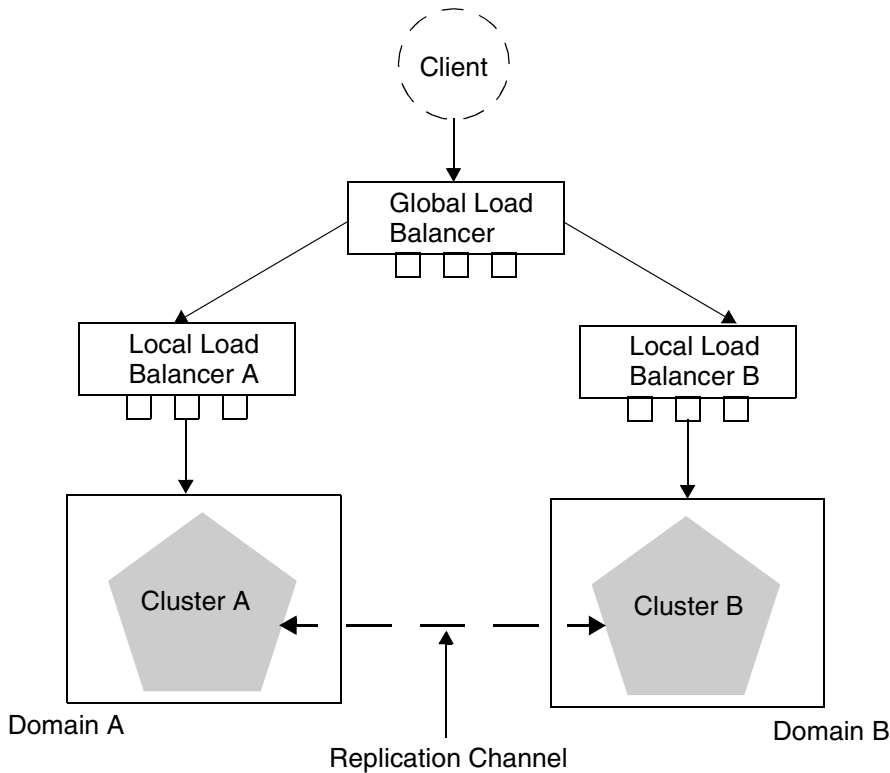 Client
Global Load
Balancer
Local Load
Balancer A
Local Load
Balancer B
Cluster A
Cluster B
Domain A
Domain B
Replication Channel